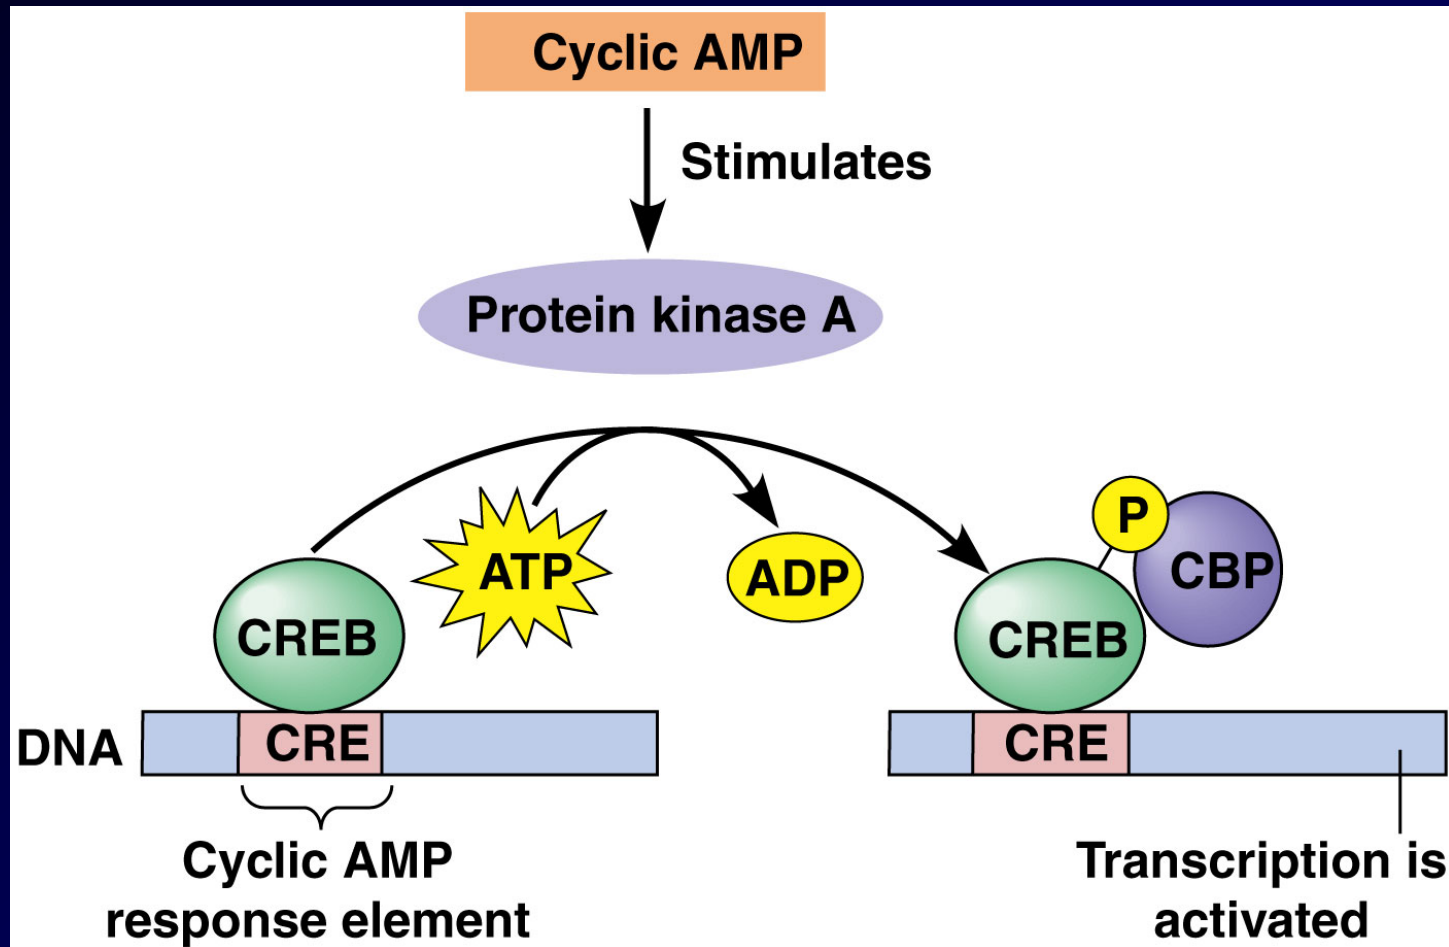 Cyclic AMP
Stimulates
Protein kinase A
P
CBP
ATP
ADP
CREB
CREB
DNA
CRE
CRE
Cyclic AMP
response element
Transcription is
activated